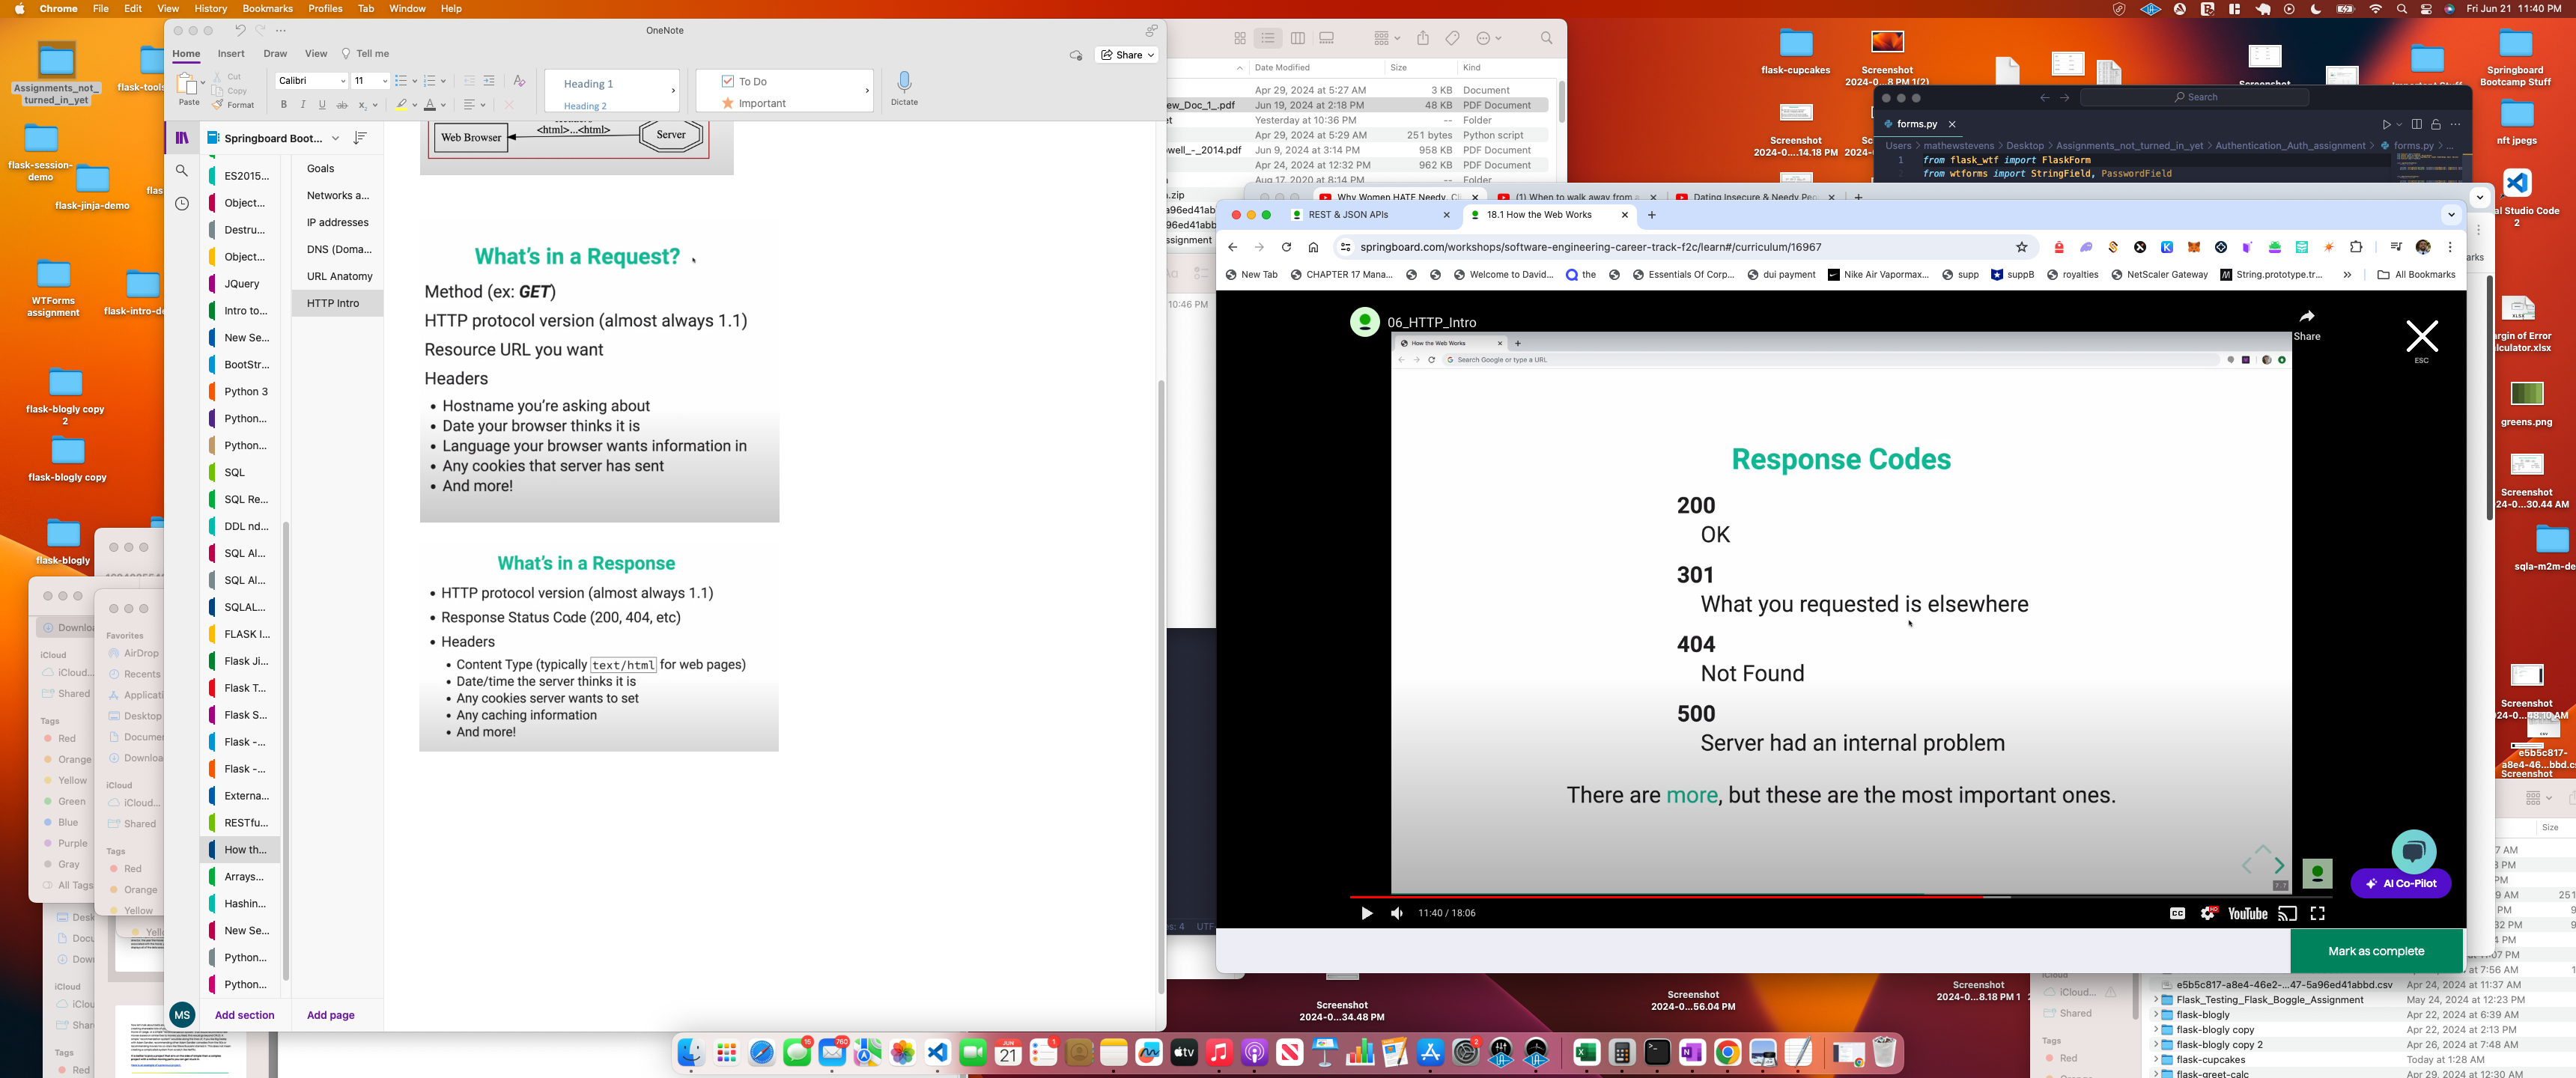 Chrome File Edit View History Bookmarks Profiles Tab Window Help
Fri Jun 21 11:40 PM
Assignments_not_
turned_in_yet
flask-tools
flask-session-
demo
flask-jinja-demo
WTForms
assignment
flask-intro-de
flask-blogly copy
2
flask-blogly copy
flask-blogly
OneNote
Home Insert Draw View Tell me
Share
Paste
Cut
Copy
Format
Calibri 11
Heading 1
Heading 2
To Do
Important
Dictate
Springboard Boot...
ES2015...
Object...
Destru...
Object...
JQuery
Intro to...
New Se...
BootStr...
Python 3
Python...
Python...
SQL
SQL Re...
DDL nd...
SQL Al...
SQL Al...
SQLAL...
FLASK I...
Flask Ji...
Flask T...
Flask S...
Flask -...
Flask -...
Externa...
RESTfu...
How th...
Arrays...
Hashin...
New Se...
Python...
Python...
Add section
Add page
MS
Goals
Networks a...
IP addresses
DNS (Doma...
URL Anatomy
HTTP Intro
Web Browser
<html>...<html>
Server
What's in a Request?
Method (ex: GET)
HTTP protocol version (almost always 1.1)
Resource URL you want
Headers
• Hostname you're asking about
• Date your browser thinks it is
• Language your browser wants information in
• Any cookies that server has sent
• And more!
What's in a Response
• HTTP protocol version (almost always 1.1)
• Response Status Code (200, 404, etc)
• Headers
• Content Type (typically text/html for web pages)
• Date/time the server thinks it is
• Any cookies server wants to set
• Any caching information
• And more!
Date Modified Size Kind
Apr 29, 2024 at 5:27 AM 3 KB Document
ew_Doc_1_.pdf Jun 19, 2024 at 2:18 PM 48 KB PDF Document
Yesterday at 10:36 PM -- Folder
Apr 29, 2024 at 5:29 AM 251 bytes Python script
well_-_2014.pdf Jun 9, 2024 at 3:14 PM 958 KB PDF Document
Apr 24, 2024 at 12:32 PM 962 KB PDF Document
Aug 17, 2020 at 8:14 PM -- Folder
10:46 PM
flask-cupcakes
Screenshot
2024-0...8 PM 1(2)
Screenshot
2024-0....14.18 PM
Springboard
Bootcamp Stuff
nft jpegs
Search
forms.py
Users > mathewstevens > Desktop > Assignments_not_turned_in_yet > Authentication_Auth_assignment > forms.py > ...
1 from flask_wtf import FlaskForm
2 from wtforms import StringField, PasswordField
Why Women HATE Needy, Cli
(1) When to walk away from
Dating Insecure & Needy Peo
REST & JSON APIs
18.1 How the Web Works
springboard.com/workshops/software-engineering-career-track-f2c/learn#/curriculum/16967
New Tab CHAPTER 17 Mana... Welcome to David... the Essentials Of Corp... dui payment Nike Air Vapormax... supp suppB royalties NetScaler Gateway String.prototype.tr... All Bookmarks
06_HTTP_Intro
Share
ESC
How the Web Works
Search Google or type a URL
Response Codes
200
OK
301
What you requested is elsewhere
404
Not Found
500
Server had an internal problem
There are more, but these are the most important ones.
AI Co-Pilot
11:40 / 18:06
YouTube
Mark as complete
al Studio Code
2
rgin of Error
lculator.xlsx
greens.png
Screenshot
024-0...30.44 AM
sqla-m2m-de
Screenshot
e5b5c817-
a8e4-46...bbd.cs
Screenshot
Size
Favorites
AirDrop
Recents
Applicati
Desktop
Documen
Downloa
iCloud
iCloud...
Shared
Tags
Red
Orange
Yellow
Green
Blue
Purple
Gray
All Tags
Screenshot
2024-0...34.48 PM
Screenshot
2024-0...56.04 PM
Screenshot
2024-0...8.18 PM 1
e5b5c817-a8e4-46e2-...47-5a96ed41abbd.csv Apr 24, 2024 at 11:37 AM
Flask_Testing_Flask_Boggle_Assignment May 24, 2024 at 12:23 PM
flask-blogly Apr 22, 2024 at 6:39 AM
flask-blogly copy Apr 22, 2024 at 2:13 PM
flask-blogly copy 2 Apr 26, 2024 at 7:48 AM
flask-cupcakes Today at 1:28 AM
flask-greet-calc Apr 29, 2024 at 12:30 AM